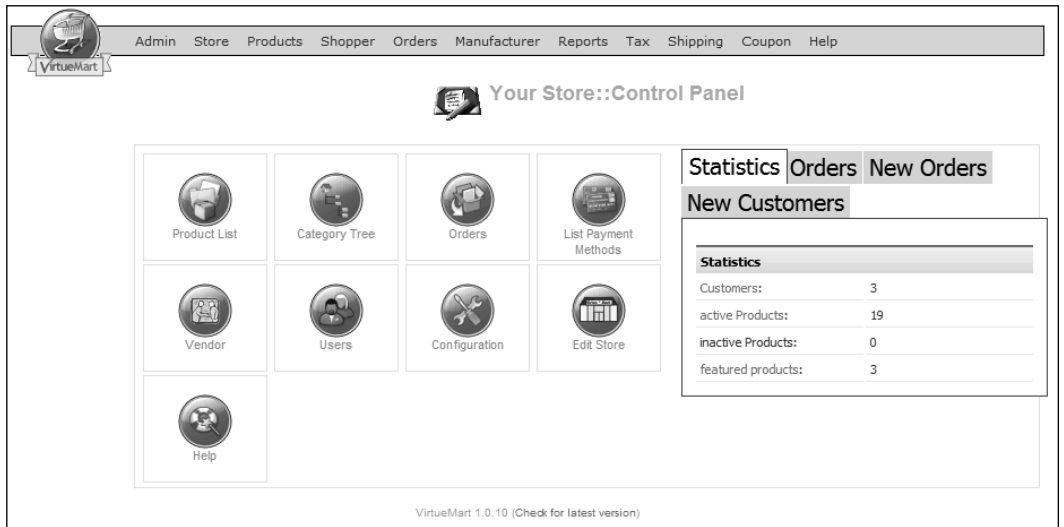 Admin Store Products Shopper Orders Manufacturer Reports Tax Shipping Coupon Help
VirtueMart
Your Store::Control Panel
Product List
Category Tree
Orders
List Payment
Methods
Vendor
Users
Configuration
Edit Store
Help
Statistics Orders New Orders
New Customers
Statistics
Customers: 3
active Products: 19
inactive Products: 0
featured products: 3
VirtueMart 1.0.10 (Check for latest version)